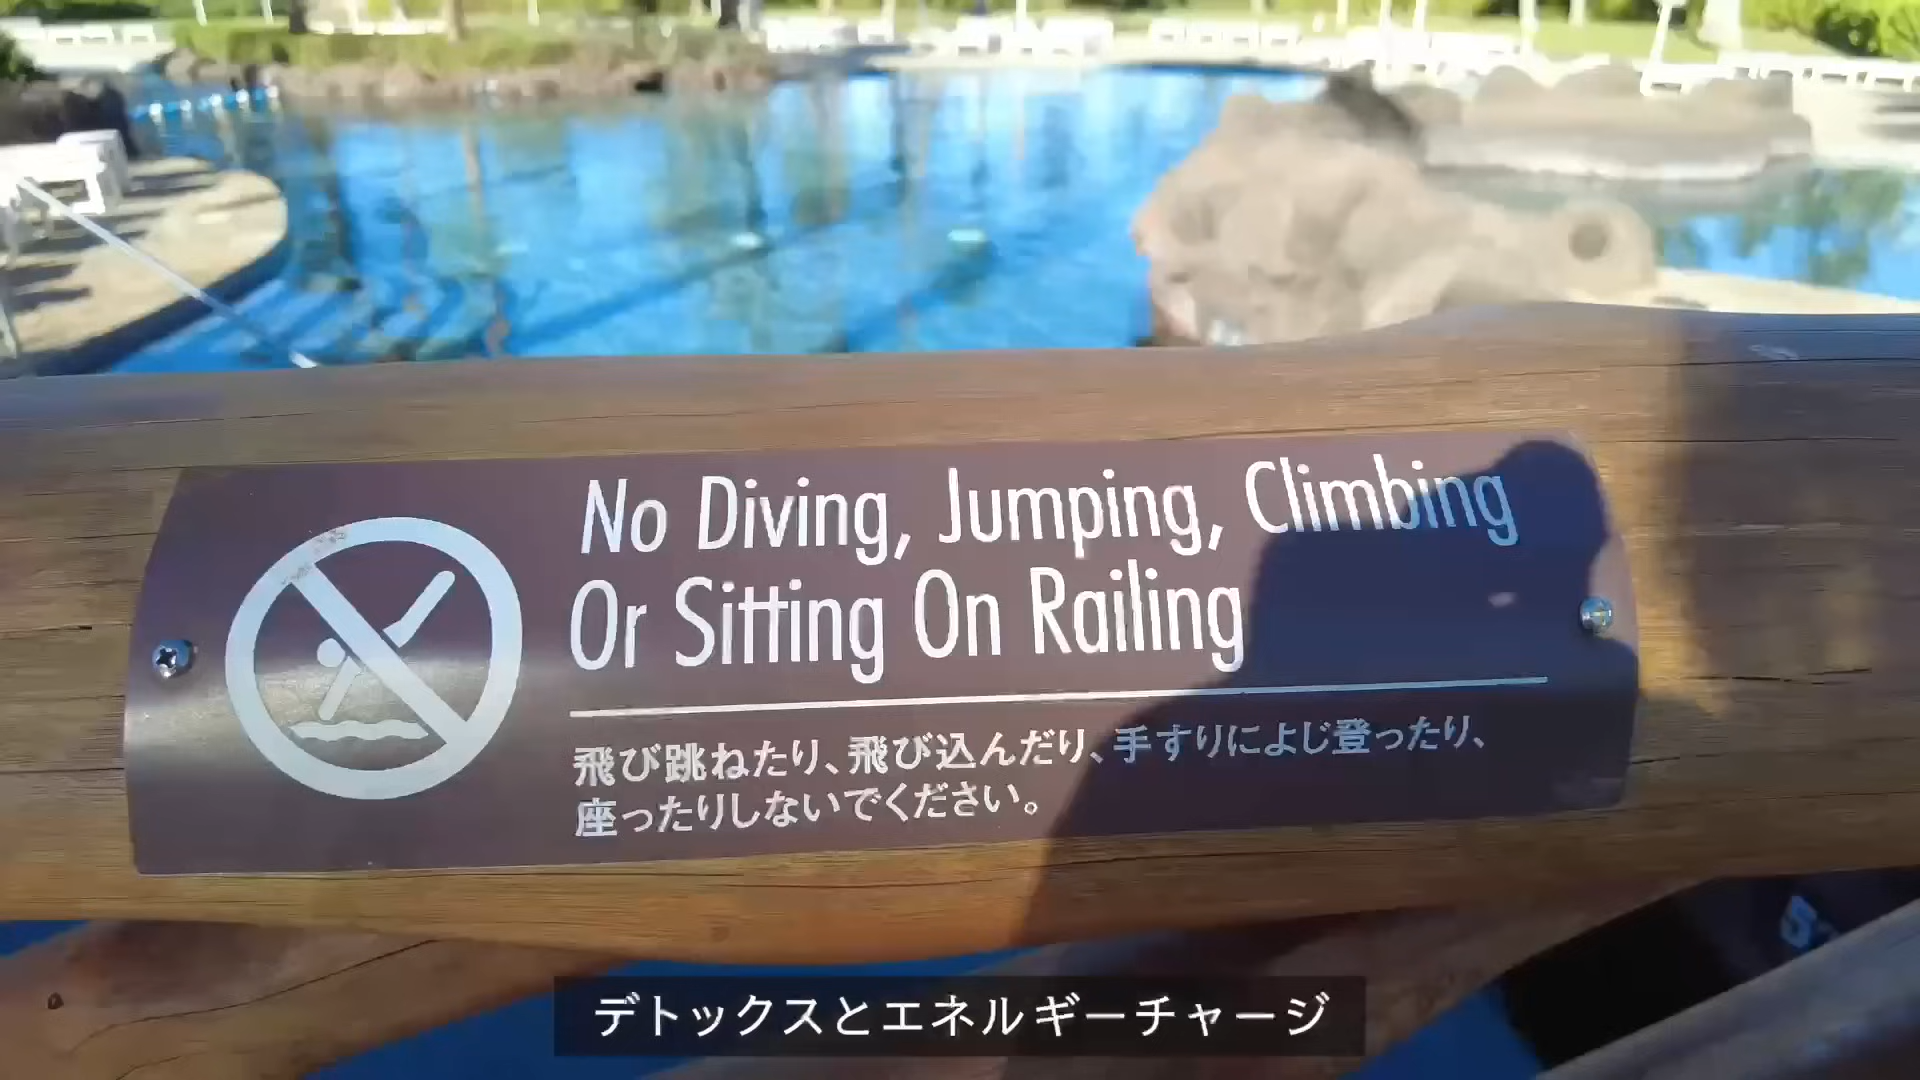 No Diving, Jumping, Climbing
Or Sitting On Railing
飛び跳ねたり、飛び込んだり、手すりによじ登ったり、
座ったりしないでください。
デトックスとエネルギーチャージ